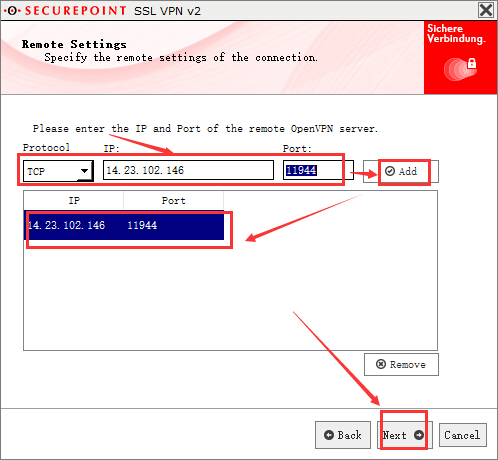 SECUREPOINT SSL VPN v2
Remote Settings
Specify the remote settings of the connection.
Sichere
Verbindung.
Please enter the IP and Port of the remote OpenVPN server.
Protocol IP: Port:
TCP 14.23.102.146 11944 Add
IP Port
14.23.102.146 11944
Remove
Back Next Cancel